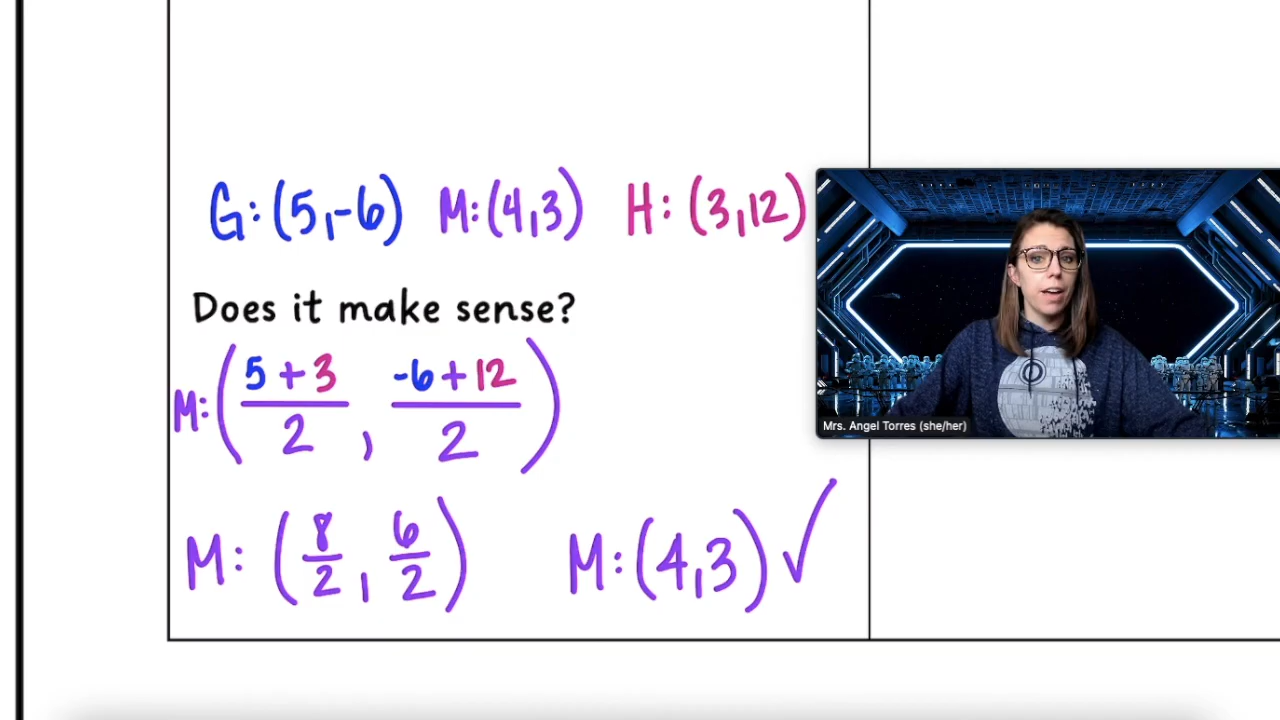 G: (5,-6) M: (4,3) H: (3,12)
Does it make sense?
M: (5 + 3 / 2 , -6 + 12 / 2)
M: (8/2 , 6/2) M: (4,3) ✓
Mrs. Angel Torres (she/her)